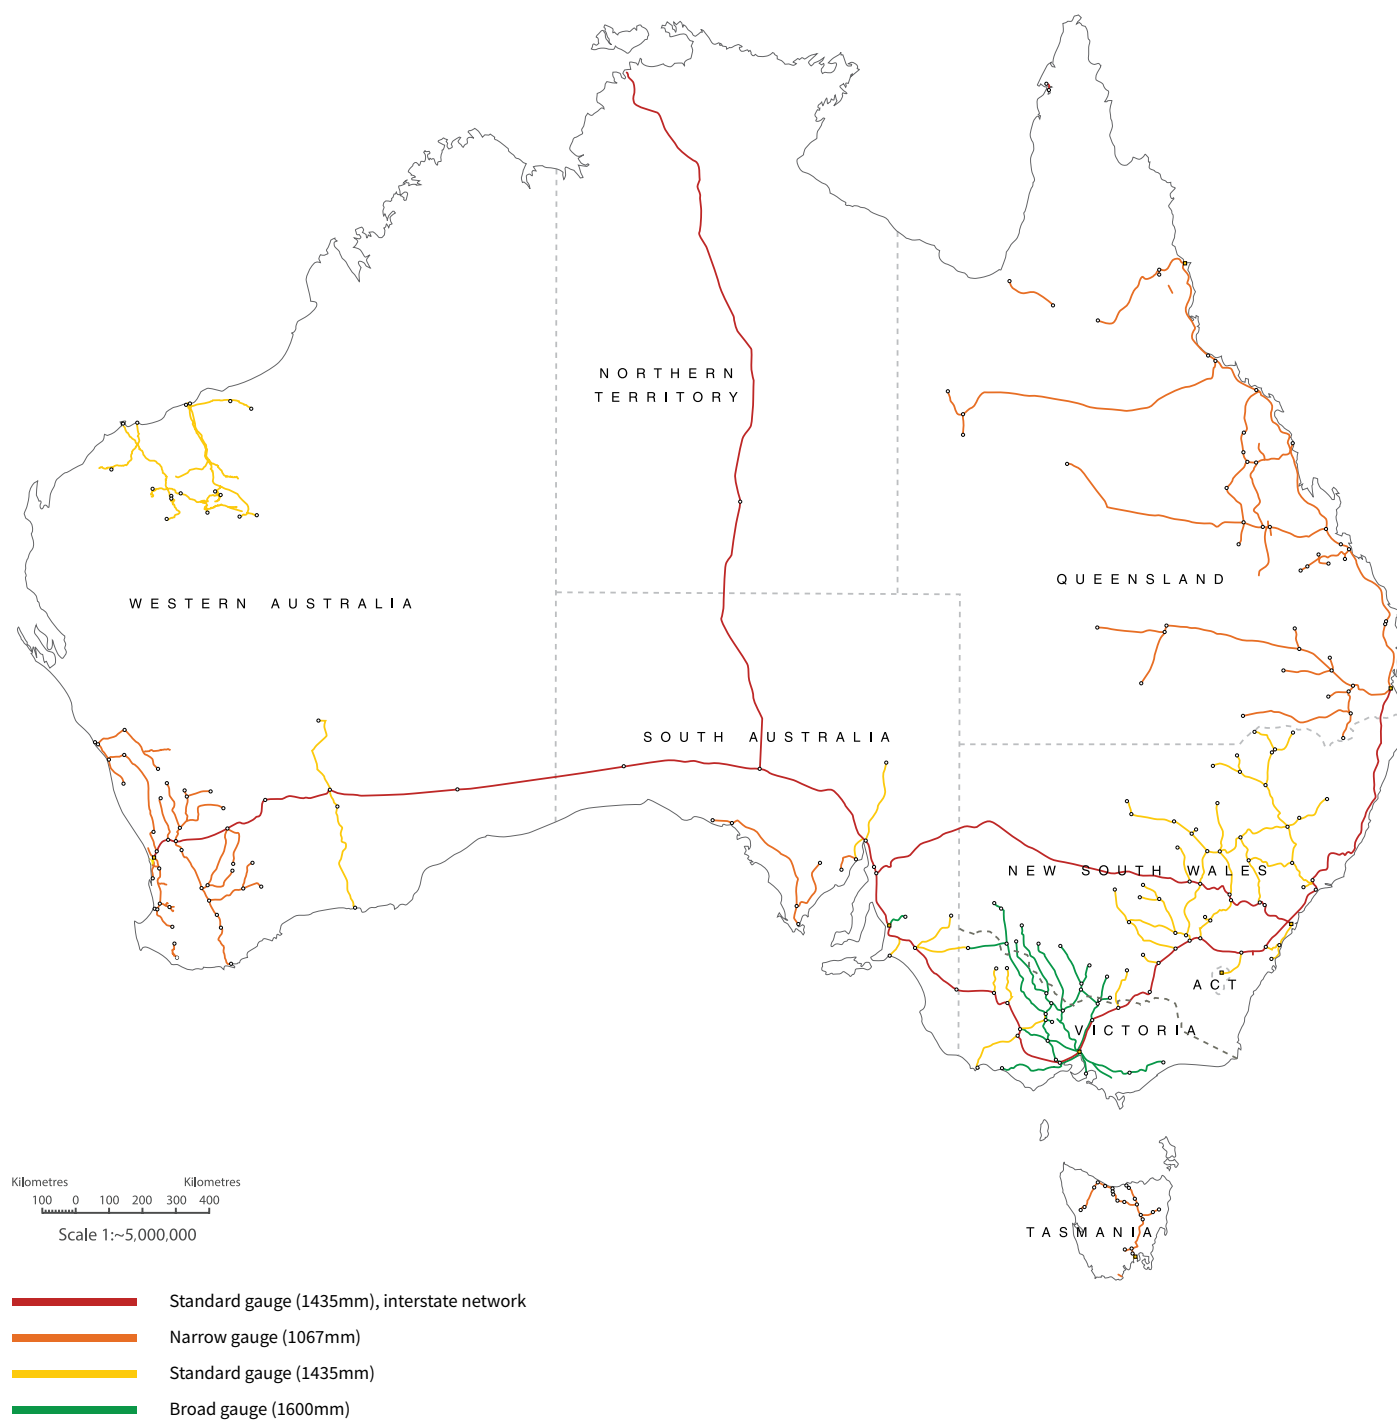 NORTHERN
TERRITORY
QUEENSLAND
WESTERN AUSTRALIA
SOUTH AUSTRALIA
NEW SOUTH WALES
ACT
VICTORIA
TASMANIA
Kilometres Kilometres
100 0 100 200 300 400
Scale 1:~5,000,000
Standard gauge (1435mm), interstate network
Narrow gauge (1067mm)
Standard gauge (1435mm)
Broad gauge (1600mm)